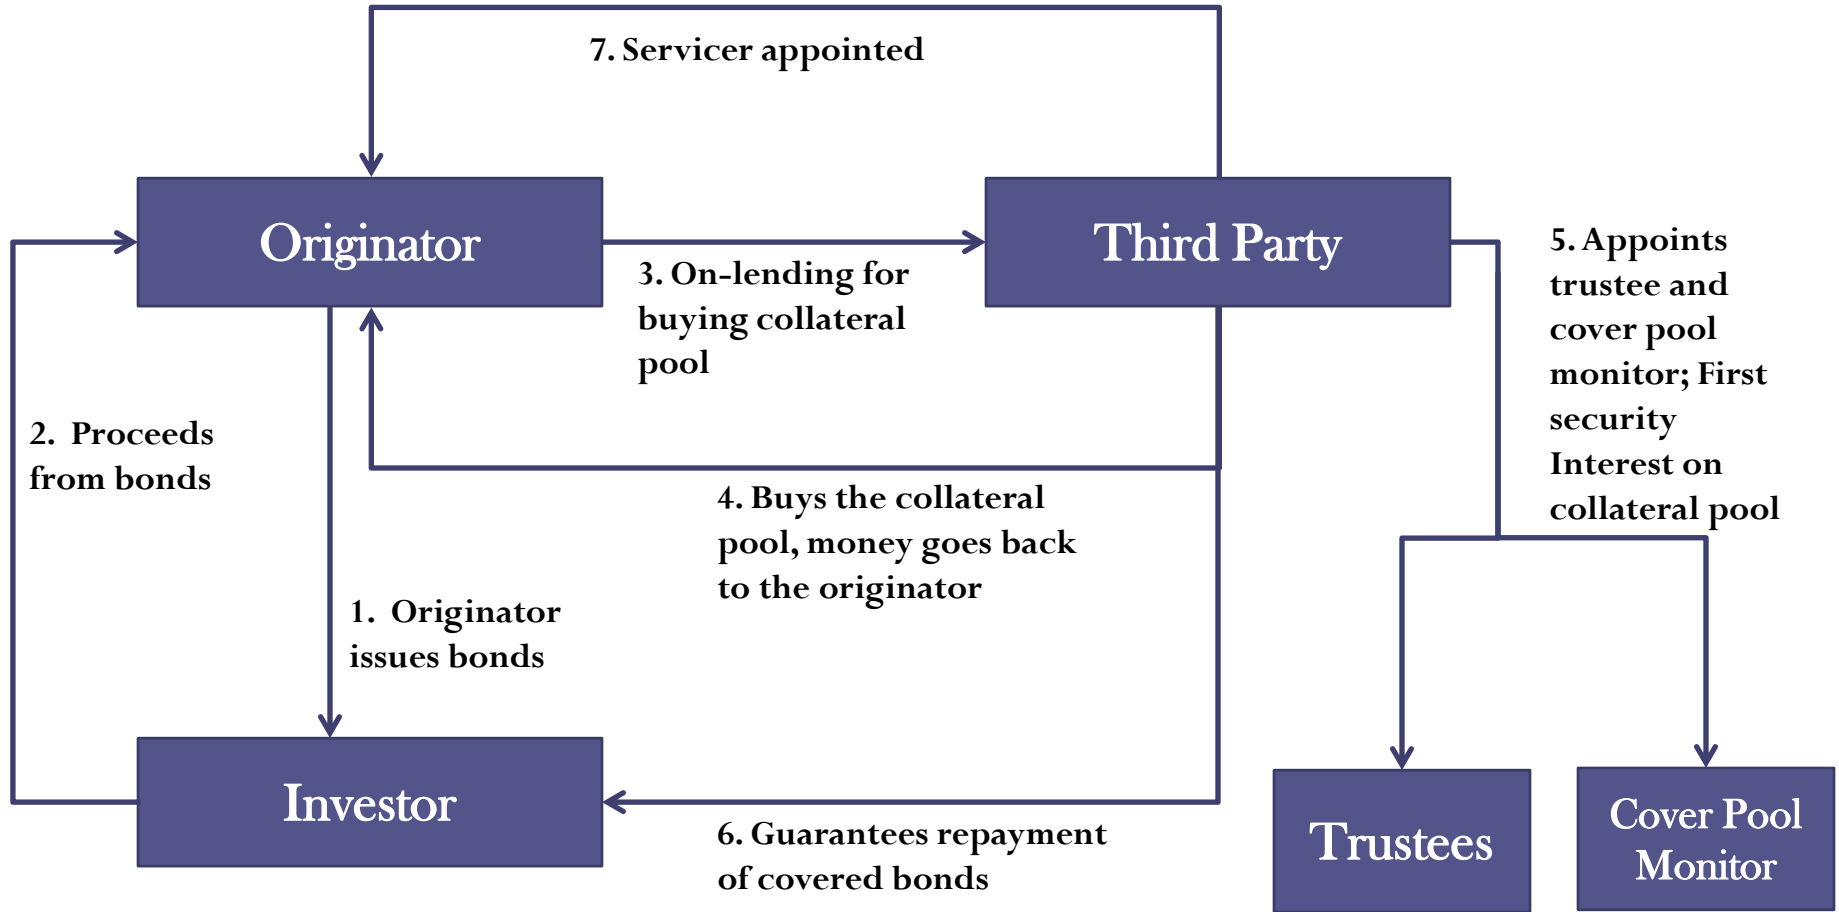 7. Servicer appointed
Originator
Third Party
3. On-lending for
buying collateral
pool
5. Appoints
trustee and
cover pool
monitor; First
security
Interest on
collateral pool
2. Proceeds
from bonds
4. Buys the collateral
pool, money goes back
to the originator
1. Originator
issues bonds
Investor
6. Guarantees repayment
of covered bonds
Trustees
Cover Pool
Monitor